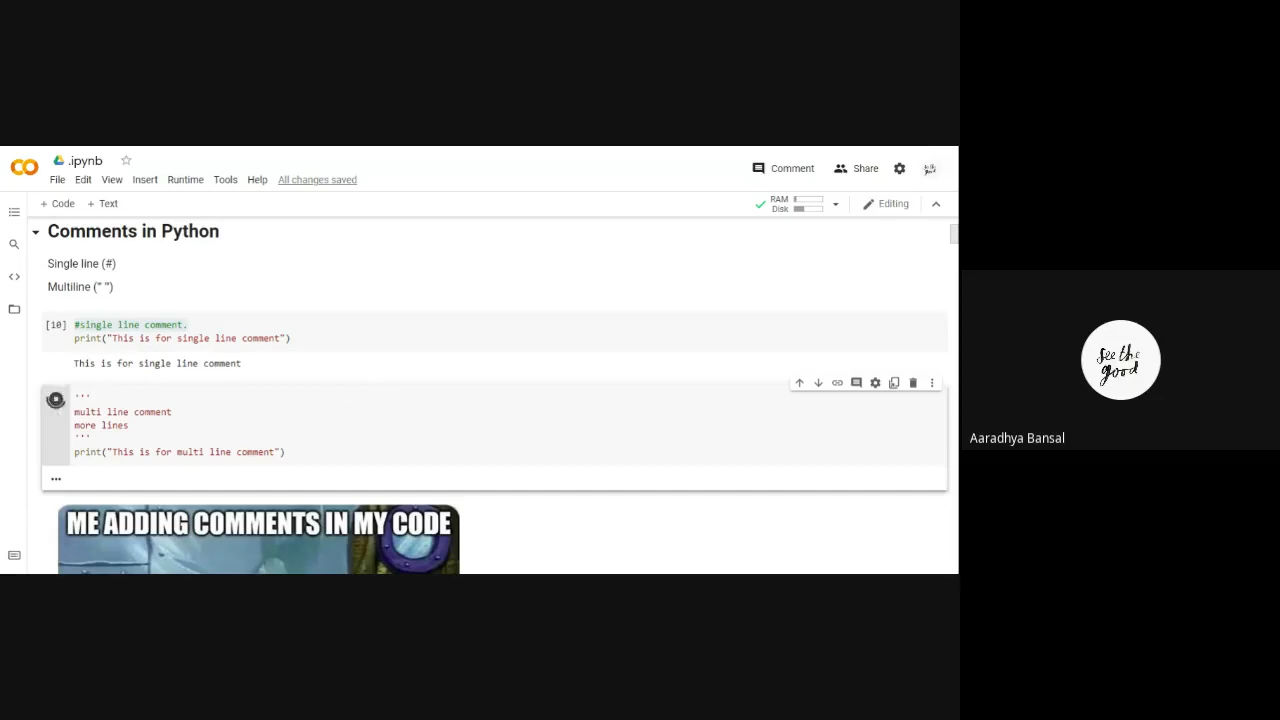 .ipynb
Comment
Share
File Edit View Insert Runtime Tools Help All changes saved
+ Code + Text
RAM
Disk
Editing
Comments in Python
Single line (#)
Multiline (" ")
[10] #single line comment.
print("This is for single line comment")
This is for single line comment
'''
multi line comment
more lines
'''
print("This is for multi line comment")
...
ME ADDING COMMENTS IN MY CODE
see the
good
Aaradhya Bansal